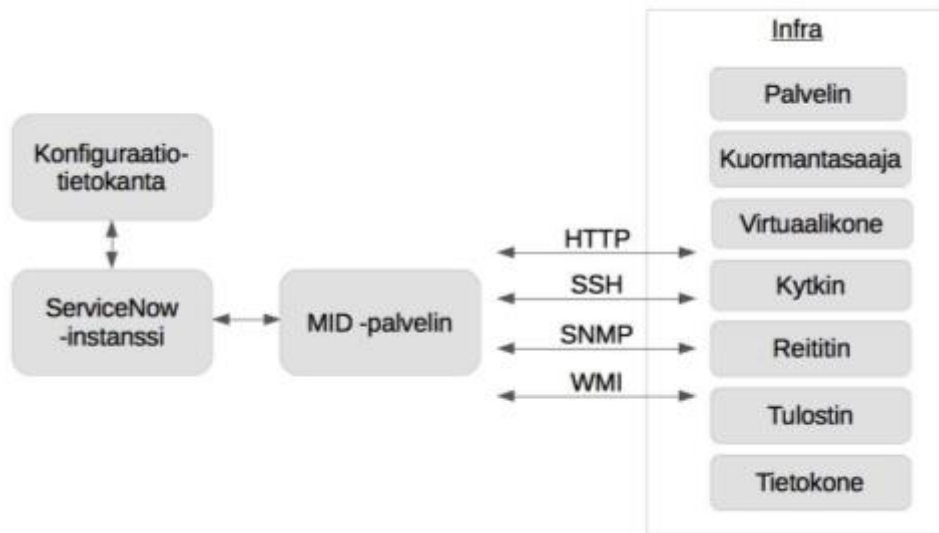 Infra
Palvelin
Kuormantasaaja
Virtuaalikone
Kytkin
Reititin
Tulostin
Tietokone
Konfiguraatio-
tietokanta
ServiceNow
-instanssi
MID -palvelin
HTTP
SSH
SNMP
WMI